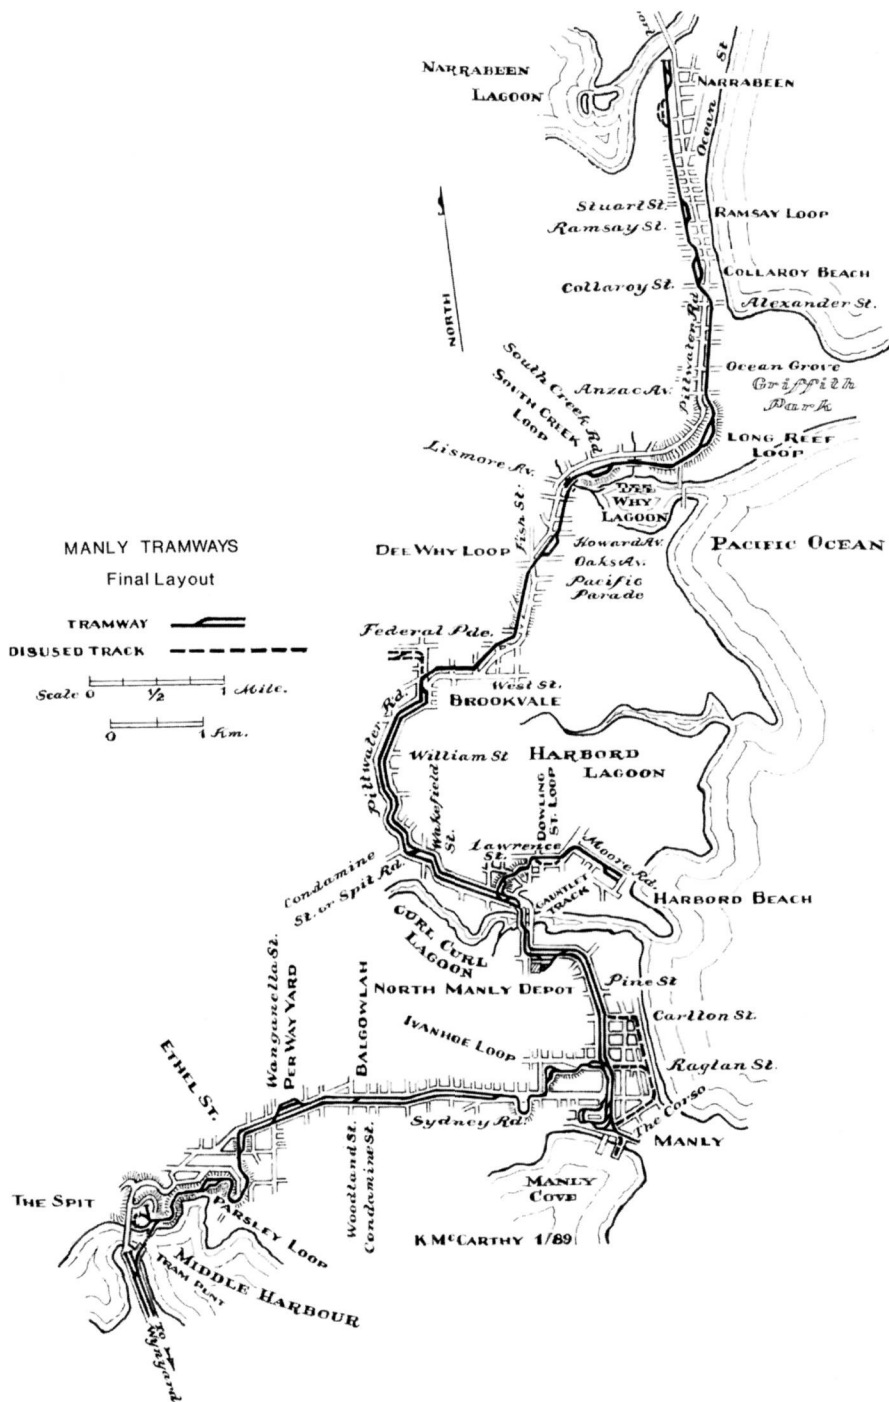 NARRABEEN
LAGOON
NARRABEEN
Ocean
St
Stuart St.
Ramsay St.
RAMSAY LOOP
COLLAROY BEACH
Collaroy St.
Alexander St.
NORTH
Pittwater Rd
OCEAN GROVE
Griffith
Park
Anzac Av.
South Creek Rd
SOUTH CREEK
LOOP
LONG REEF
LOOP
Lismore Av.
DEE
WHY
LAGOON
Fish St.
DEE WHY LOOP
Howard Av.
Oaks Av.
Pacific
Parade
PACIFIC OCEAN
MANLY TRAMWAYS
Final Layout
TRAMWAY
DISUSED TRACK
Scale 0 1/2 1 Mile.
0 1 Km.
Federal Pde.
West St.
BROOKVALE
Pittwater Rd.
William St
HARBORD
LAGOON
Wakefield
St.
DOWLING
ST. LOOP
Lawrence
St.
Moore Rd.
GAUNTLET
TRACK
HARBORD BEACH
Condamine
St. or Spit Rd.
CURL CURL
LAGOON
NORTH MANLY DEPOT
Pine St
Carlton St.
IVANHOE LOOP
Raglan St.
Wanganella St.
PER WAY YARD
BALGOWLAH
ETHEL ST.
Sydney Rd.
The Corso
MANLY
Woodland St.
Condamine St.
MANLY
COVE
THE SPIT
PARSLEY LOOP
MIDDLE HARBOUR
TRAM PUNT
K McCARTHY 1/89
To
Wynyard